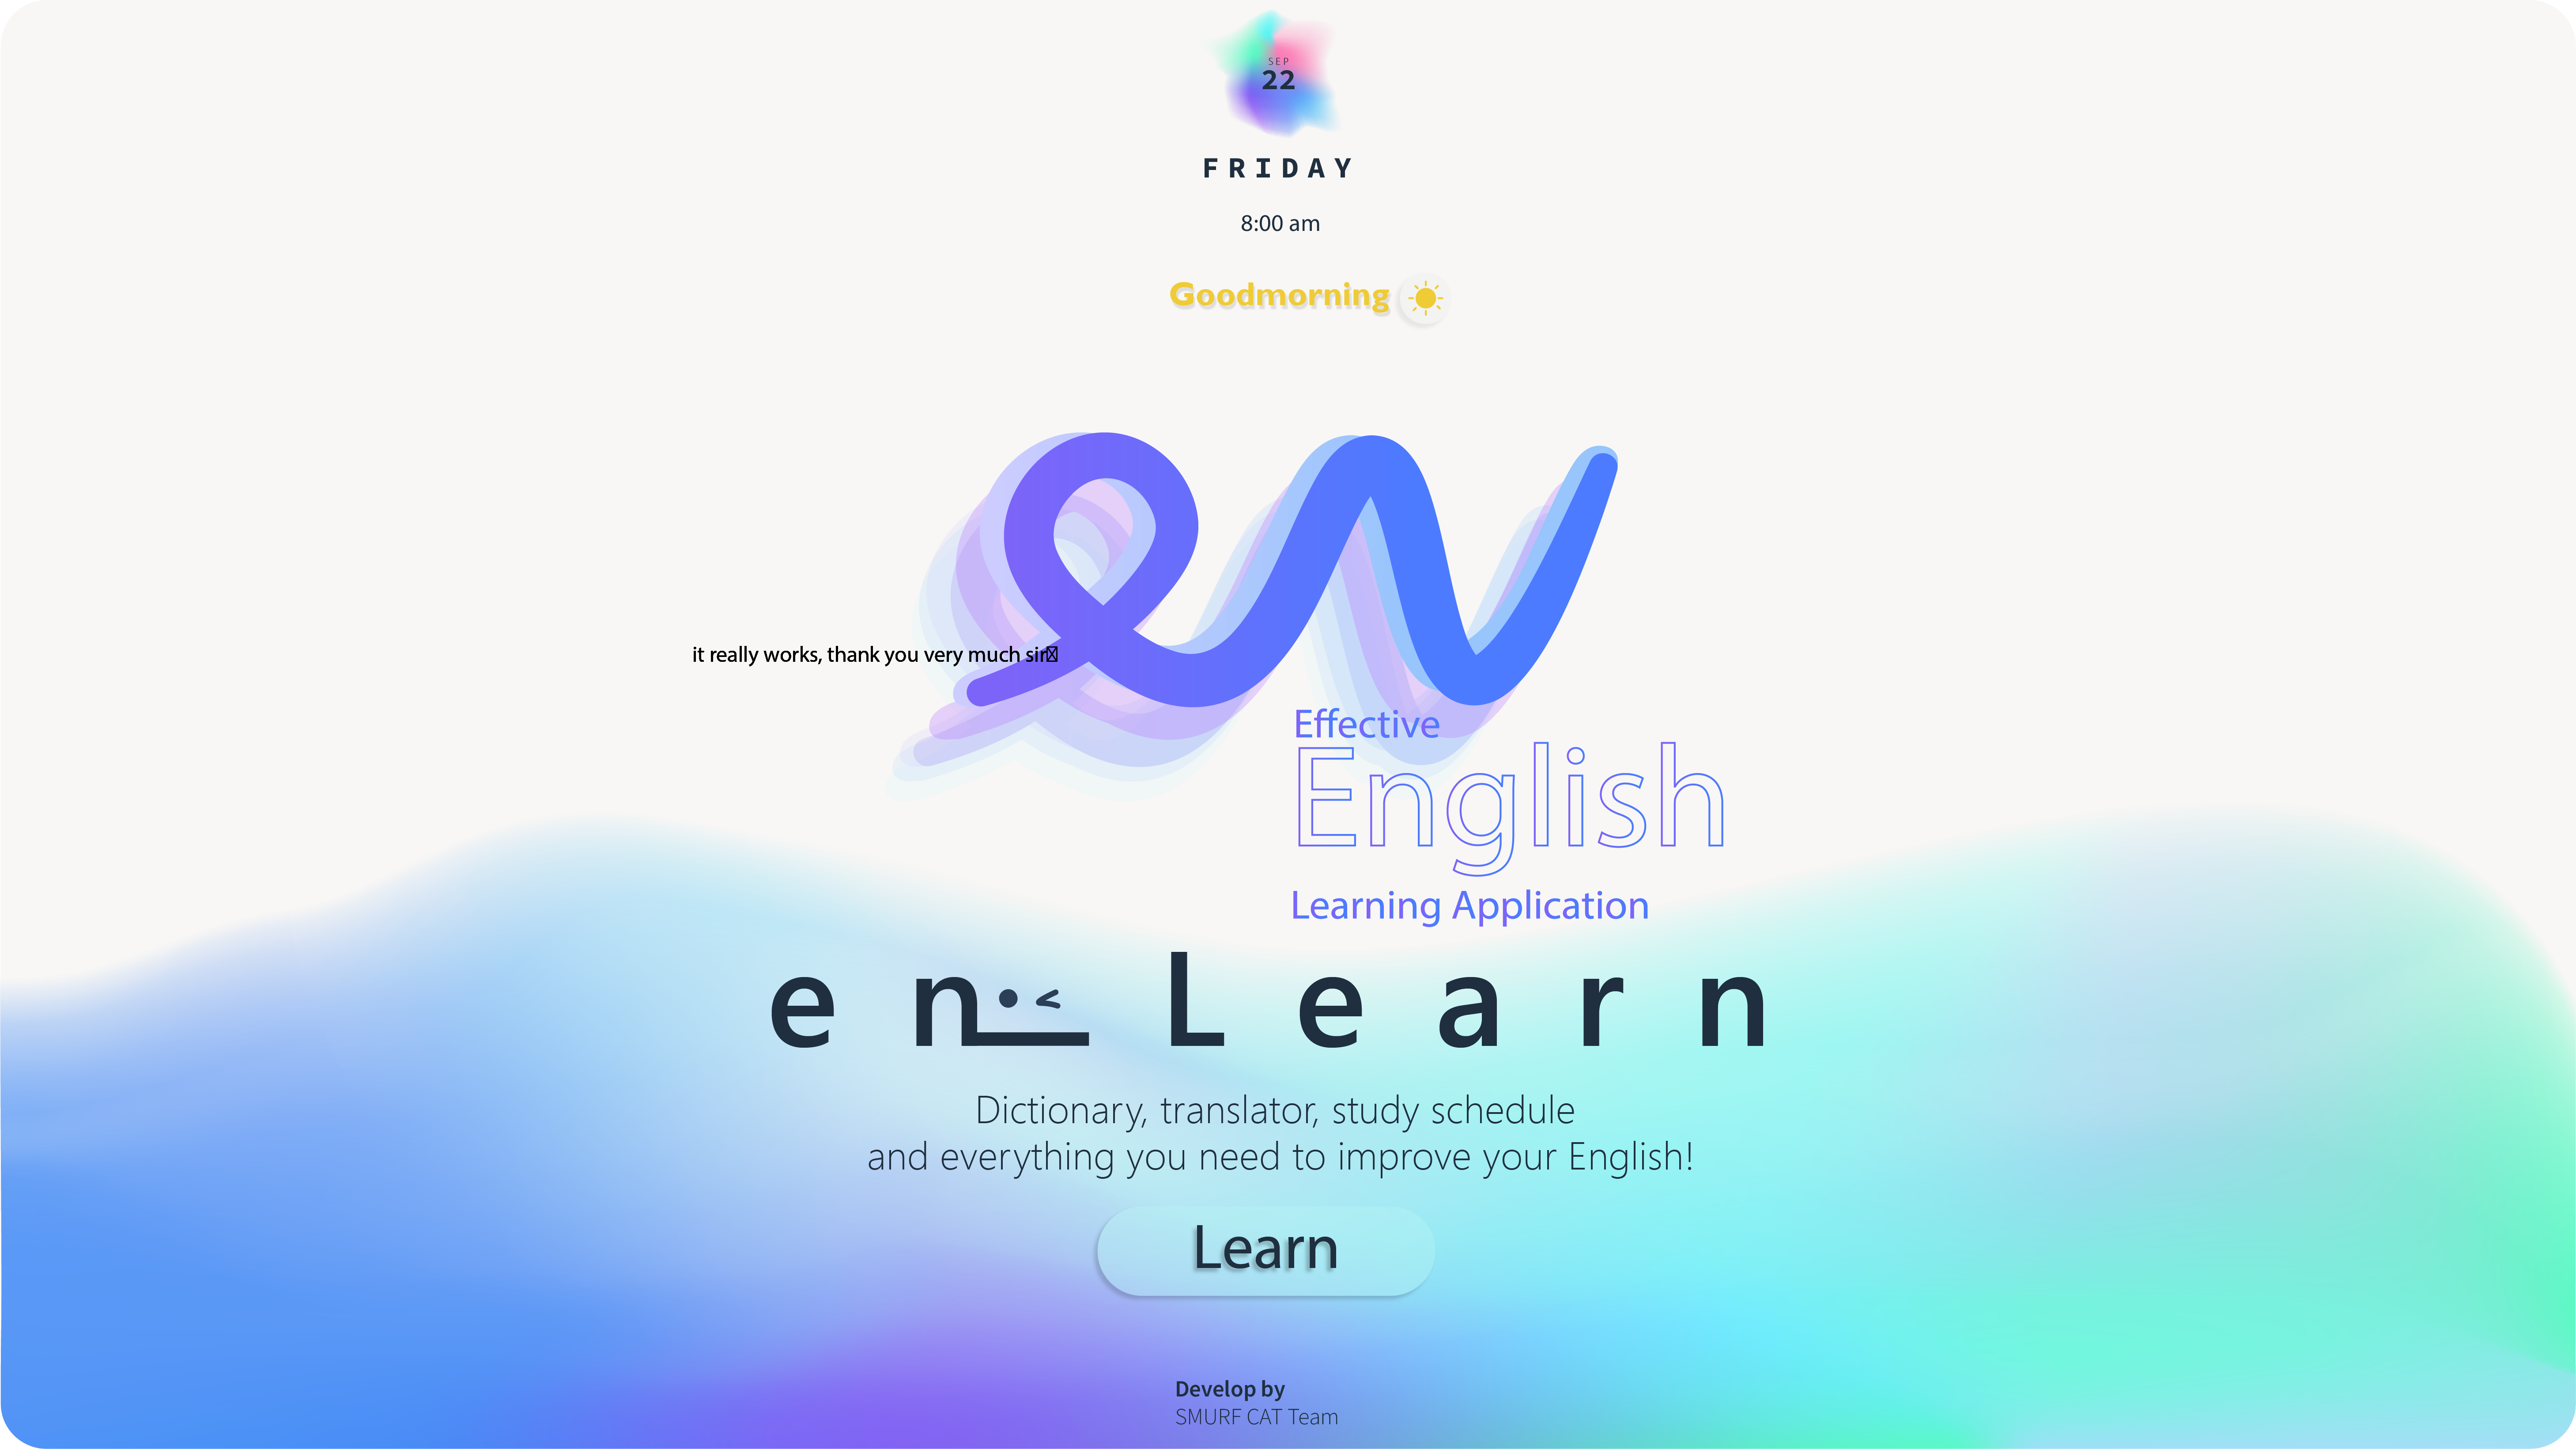 SEP
22
FRIDAY
8:00 am
Goodmorning
en
it really works, thank you very much sir
Effective
English
Learning Application
en Learn
Dictionary, translator, study schedule
and everything you need to improve your English!
Learn
Develop by
SMURF CAT Team